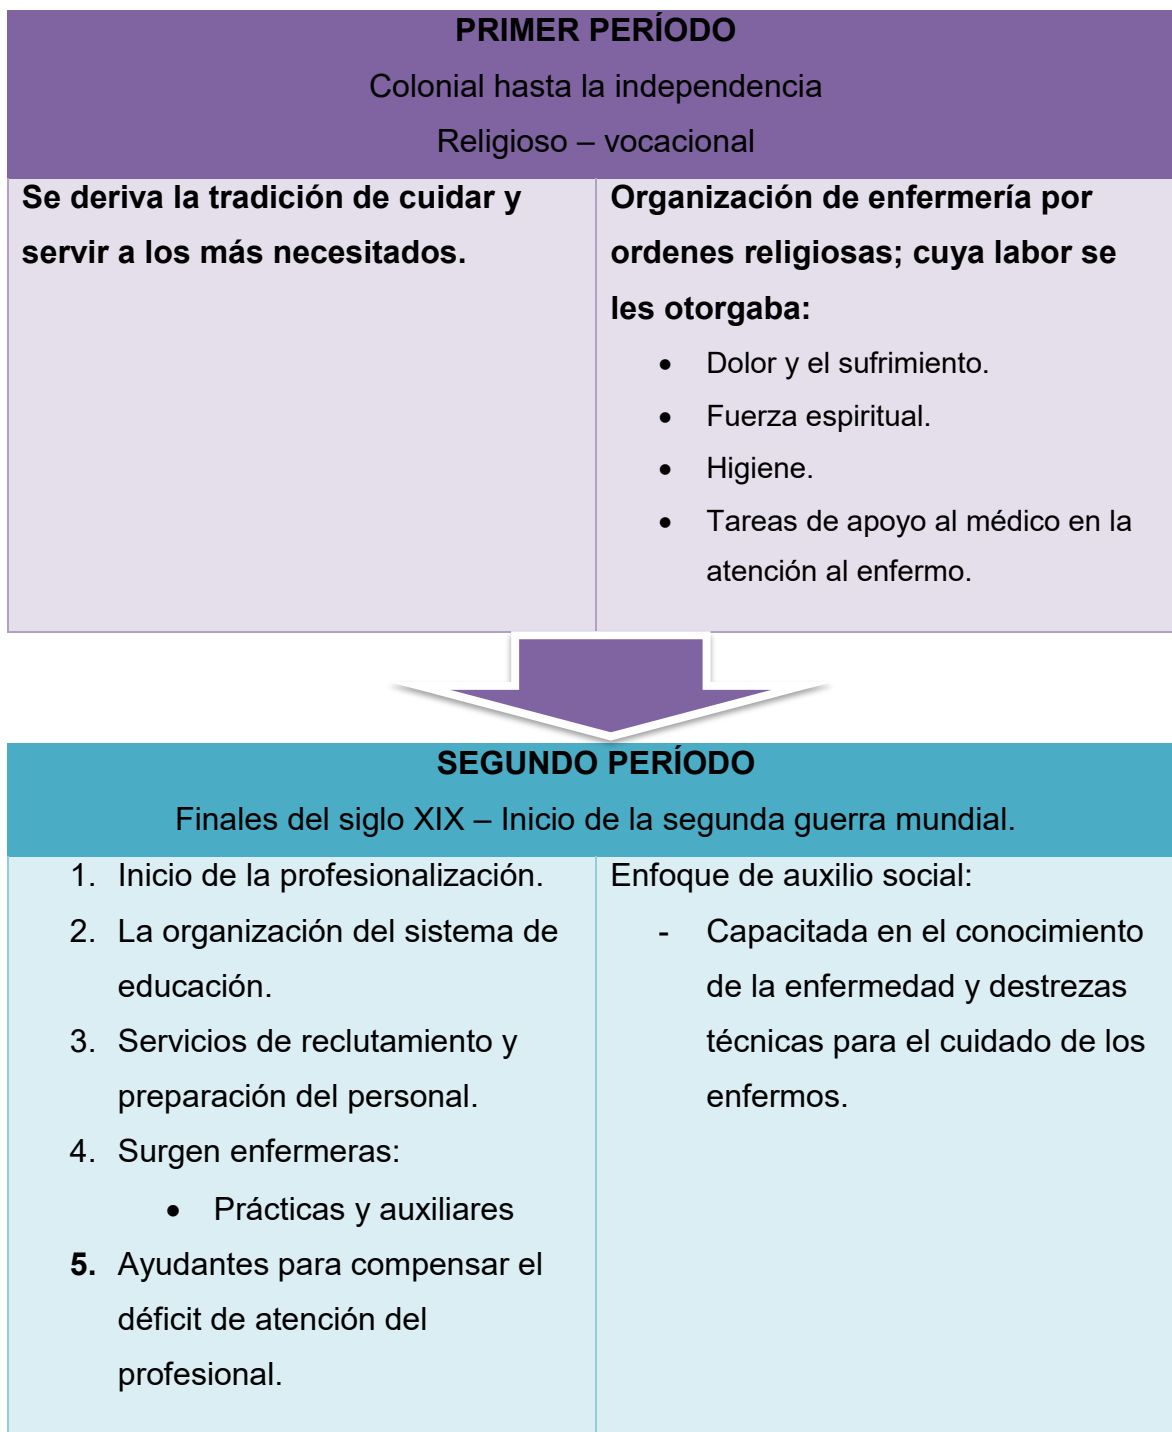 PRIMER PERÍODO
Colonial hasta la independencia
Religioso – vocacional
Se deriva la tradición de cuidar y
servir a los más necesitados.
Organización de enfermería por
ordenes religiosas; cuya labor se
les otorgaba:
• Dolor y el sufrimiento.
• Fuerza espiritual.
• Higiene.
• Tareas de apoyo al médico en la
atención al enfermo.
SEGUNDO PERÍODO
Finales del siglo XIX – Inicio de la segunda guerra mundial.
1. Inicio de la profesionalización.
2. La organización del sistema de
educación.
3. Servicios de reclutamiento y
preparación del personal.
4. Surgen enfermeras:
• Prácticas y auxiliares
5. Ayudantes para compensar el
déficit de atención del
profesional.
Enfoque de auxilio social:
- Capacitada en el conocimiento
de la enfermedad y destrezas
técnicas para el cuidado de los
enfermos.